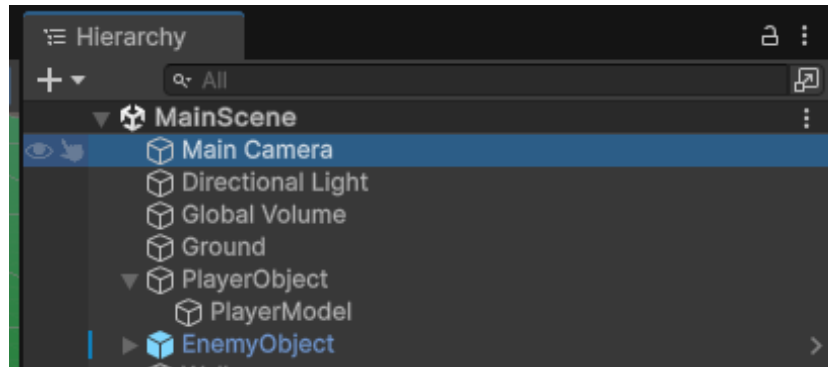 Hierarchy
All
MainScene
Main Camera
Directional Light
Global Volume
Ground
PlayerObject
PlayerModel
EnemyObject